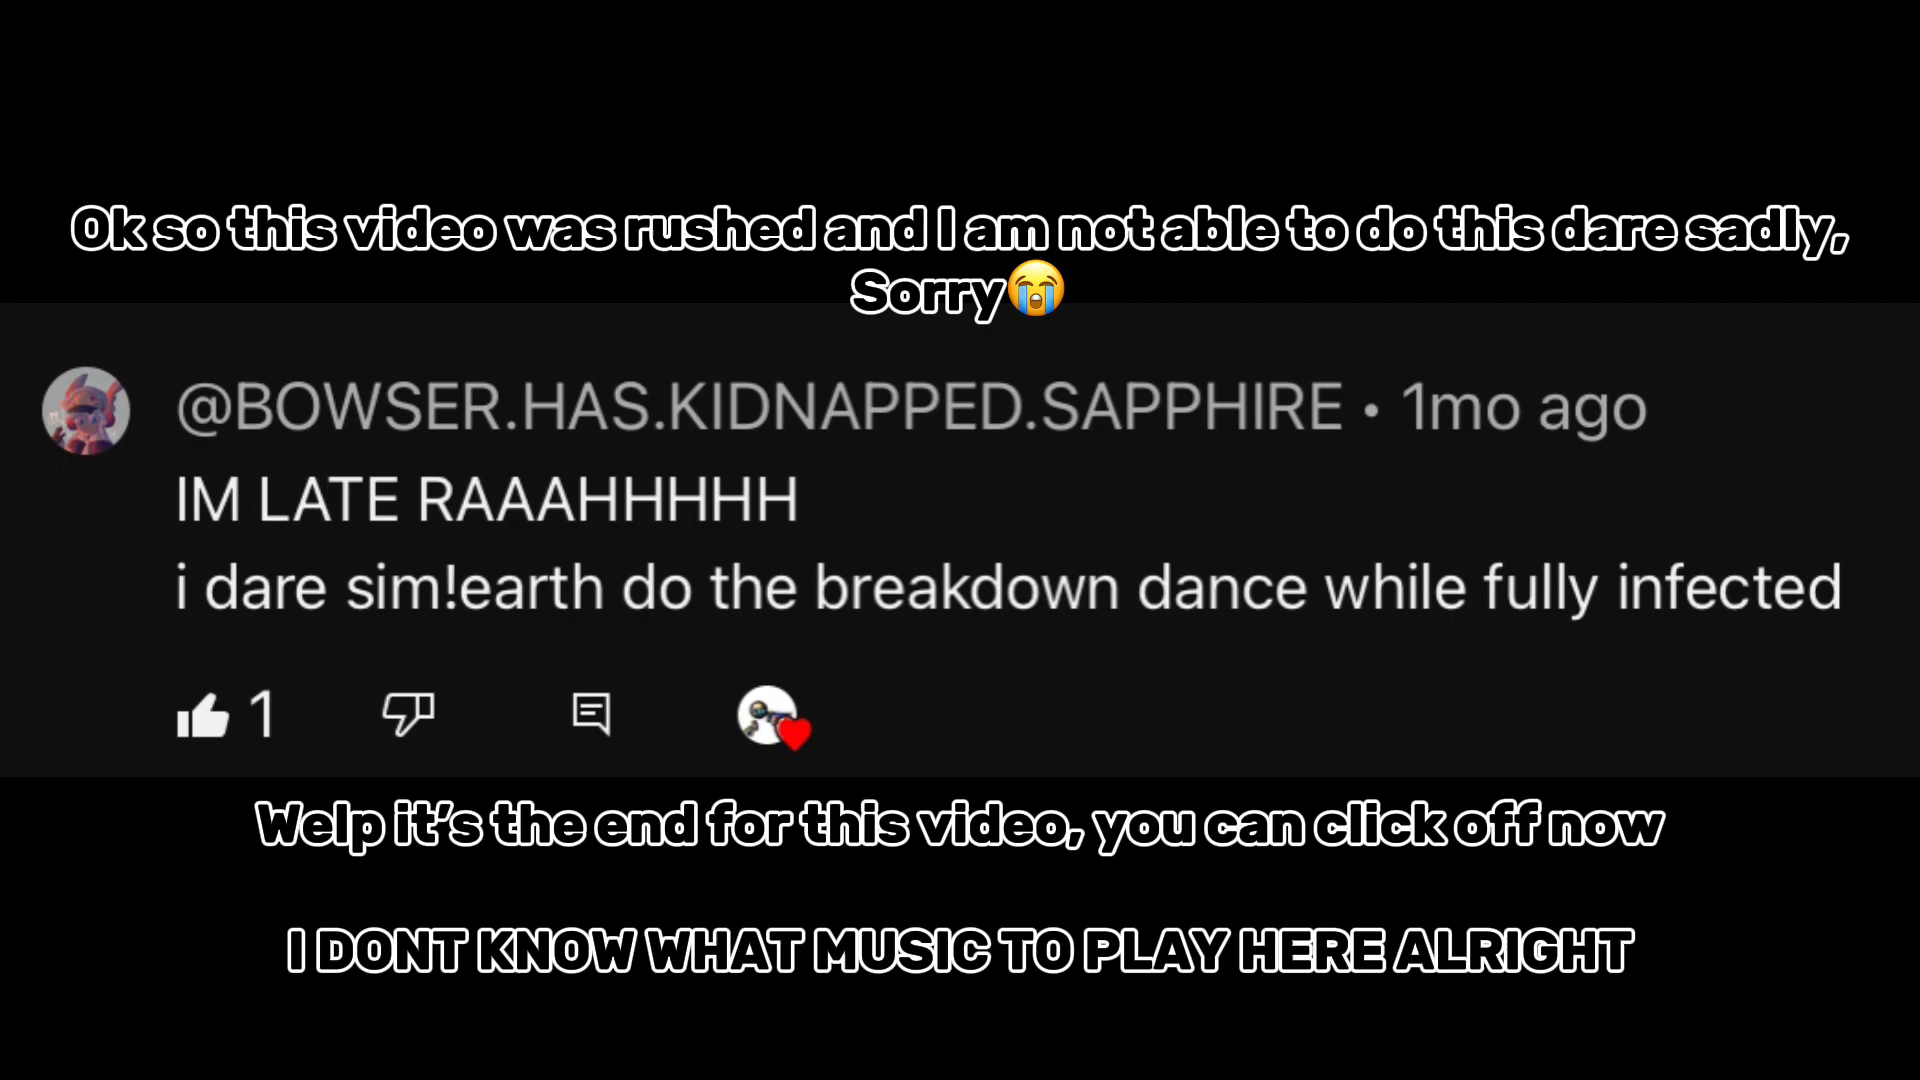 Ok so this video was rushed and I am not able to do this dare sadly,
Sorry😭
@BOWSER.HAS.KIDNAPPED.SAPPHIRE • 1mo ago
IM LATE RAAAHHHHH
i dare sim!earth do the breakdown dance while fully infected
1
Welp it's the end for this video, you can click off now
I DONT KNOW WHAT MUSIC TO PLAY HERE ALRIGHT